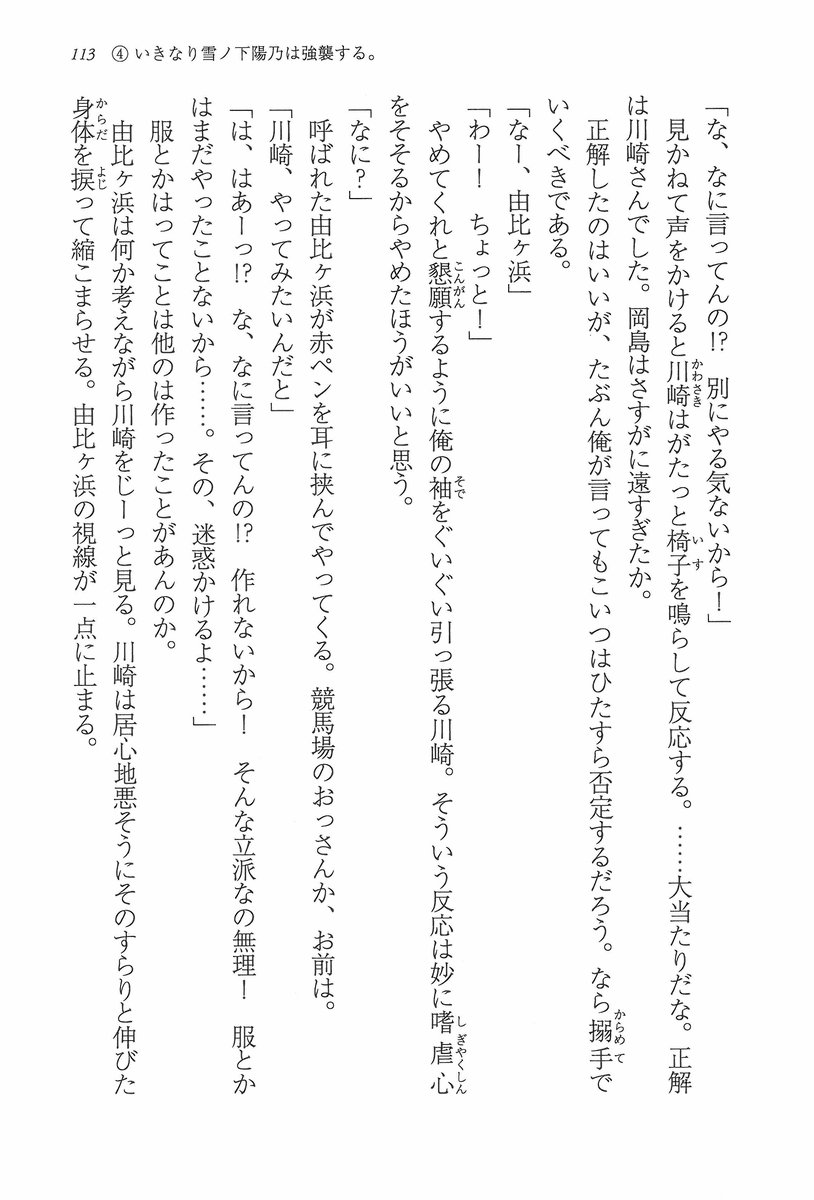 113 ④ いきなり雪ノ下陽乃は強襲する。
「な、なに言ってんの!? 別にやる気ないから！」
見かねて声をかけると川崎はがたっと椅子を鳴らして反応する。……大当たりだな。正解
は川崎さんでした。岡島はさすがに遠すぎたか。
正解したのはいいが、たぶん俺が言ってもこいつはひたすら否定するだろう。なら搦手で
いくべきである。
「なー、由比ヶ浜」
「わー！ ちょっと！」
やめてくれと懇願するように俺の袖をぐいぐい引っ張る川崎。そういう反応は妙に嗜虐心
をそそるからやめたほうがいいと思う。
「なに？」
呼ばれた由比ヶ浜が赤ペンを耳に挟んでやってくる。競馬場のおっさんか、お前は。
「川崎、やってみたいんだと」
「は、はあーっ!? な、なに言ってんの!? 作れないから！ そんな立派なの無理！ 服とか
はまだやったことないから……。その、迷惑かけるよ……」
服とかはってことは他のは作ったことがあんのか。
由比ヶ浜は何か考えながら川崎をじーっと見る。川崎は居心地悪そうにそのすらりと伸びた
身体を捩って縮こまらせる。由比ヶ浜の視線が一点に止まる。